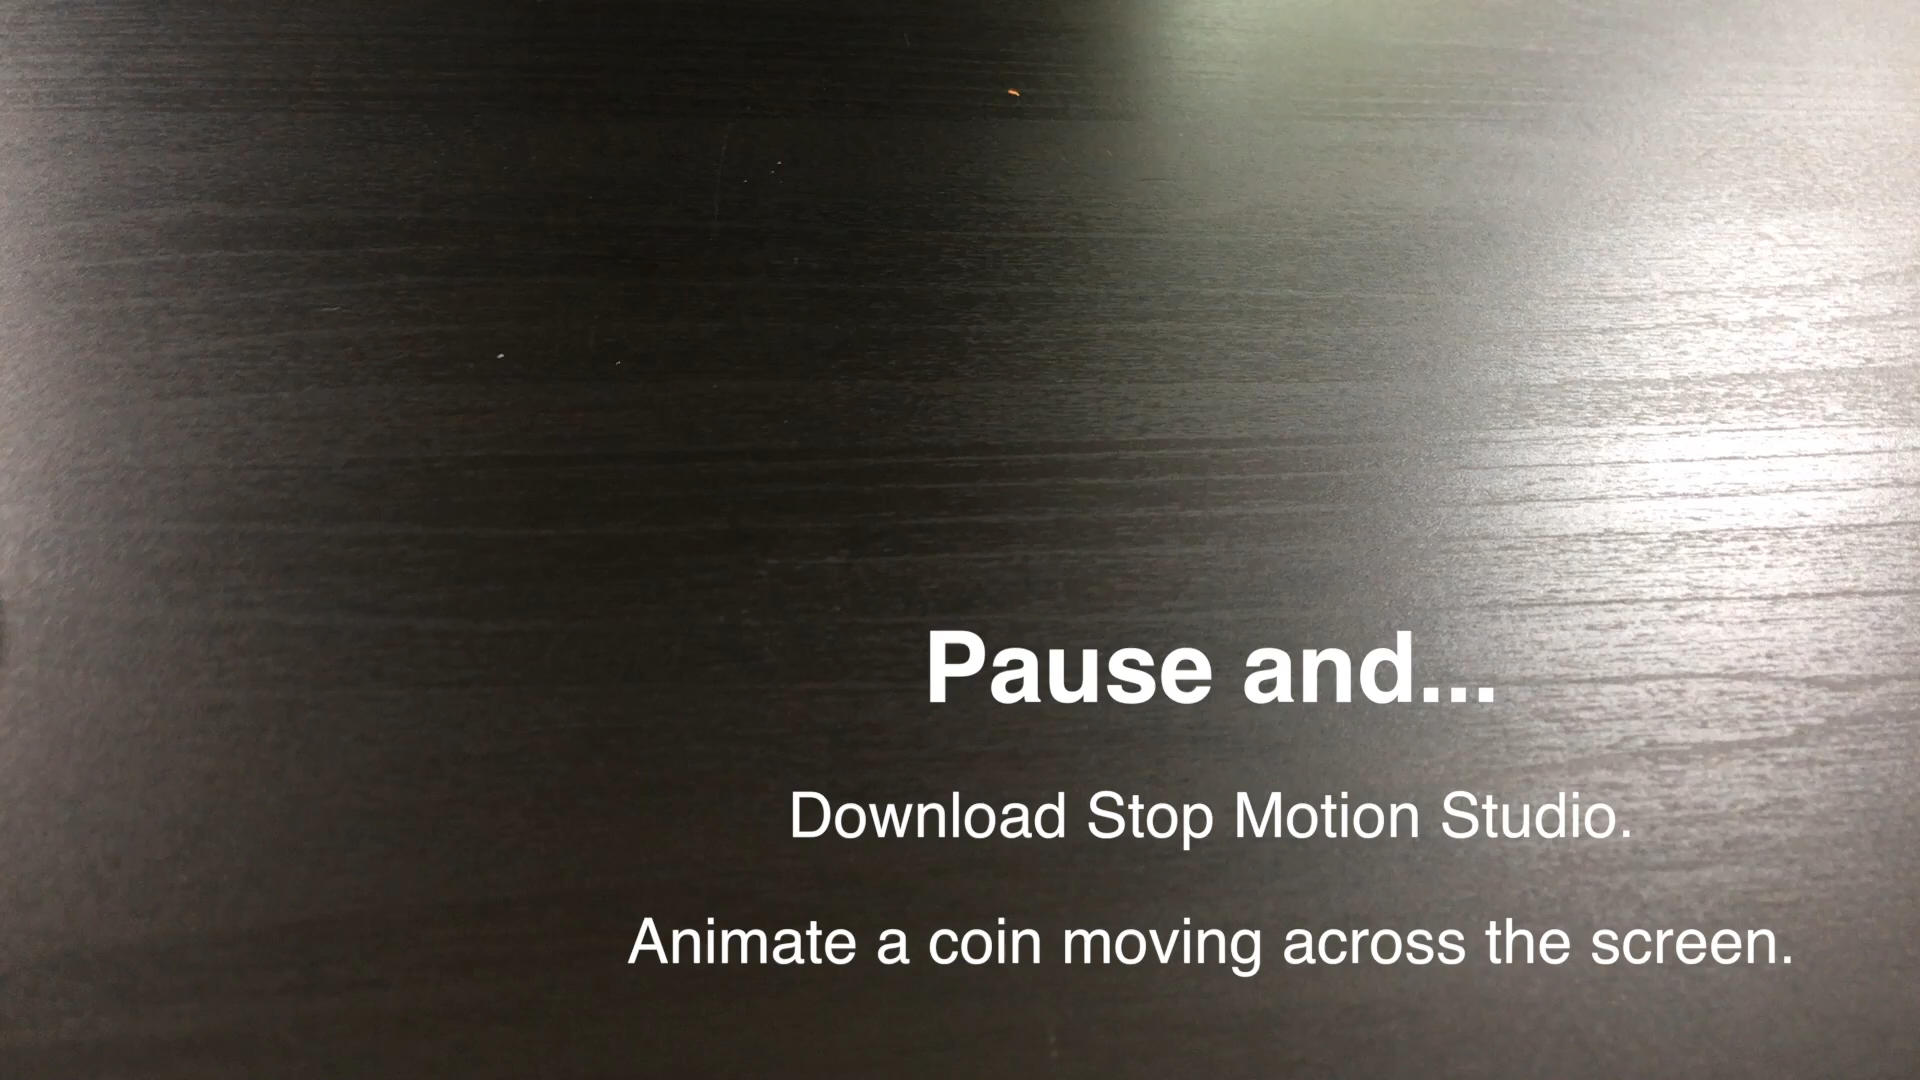 Pause and...
Download Stop Motion Studio.
Animate a coin moving across the screen.